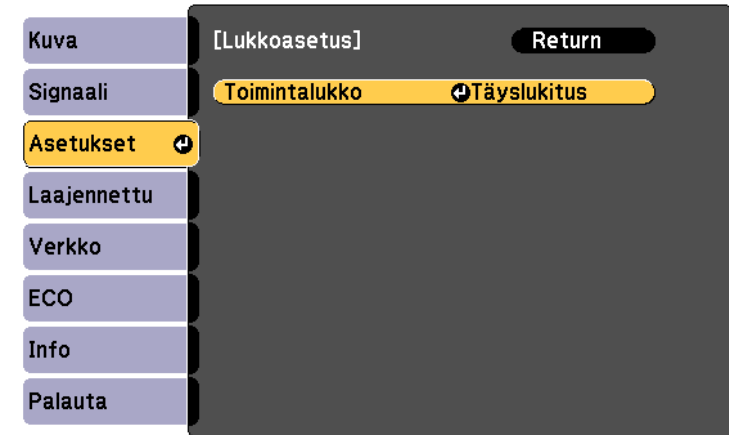 Kuva
Signaali
Asetukset
Laajennettu
Verkko
ECO
Info
Palauta
[Lukkoasetus] Return
Toimintalukko Täyslukitus